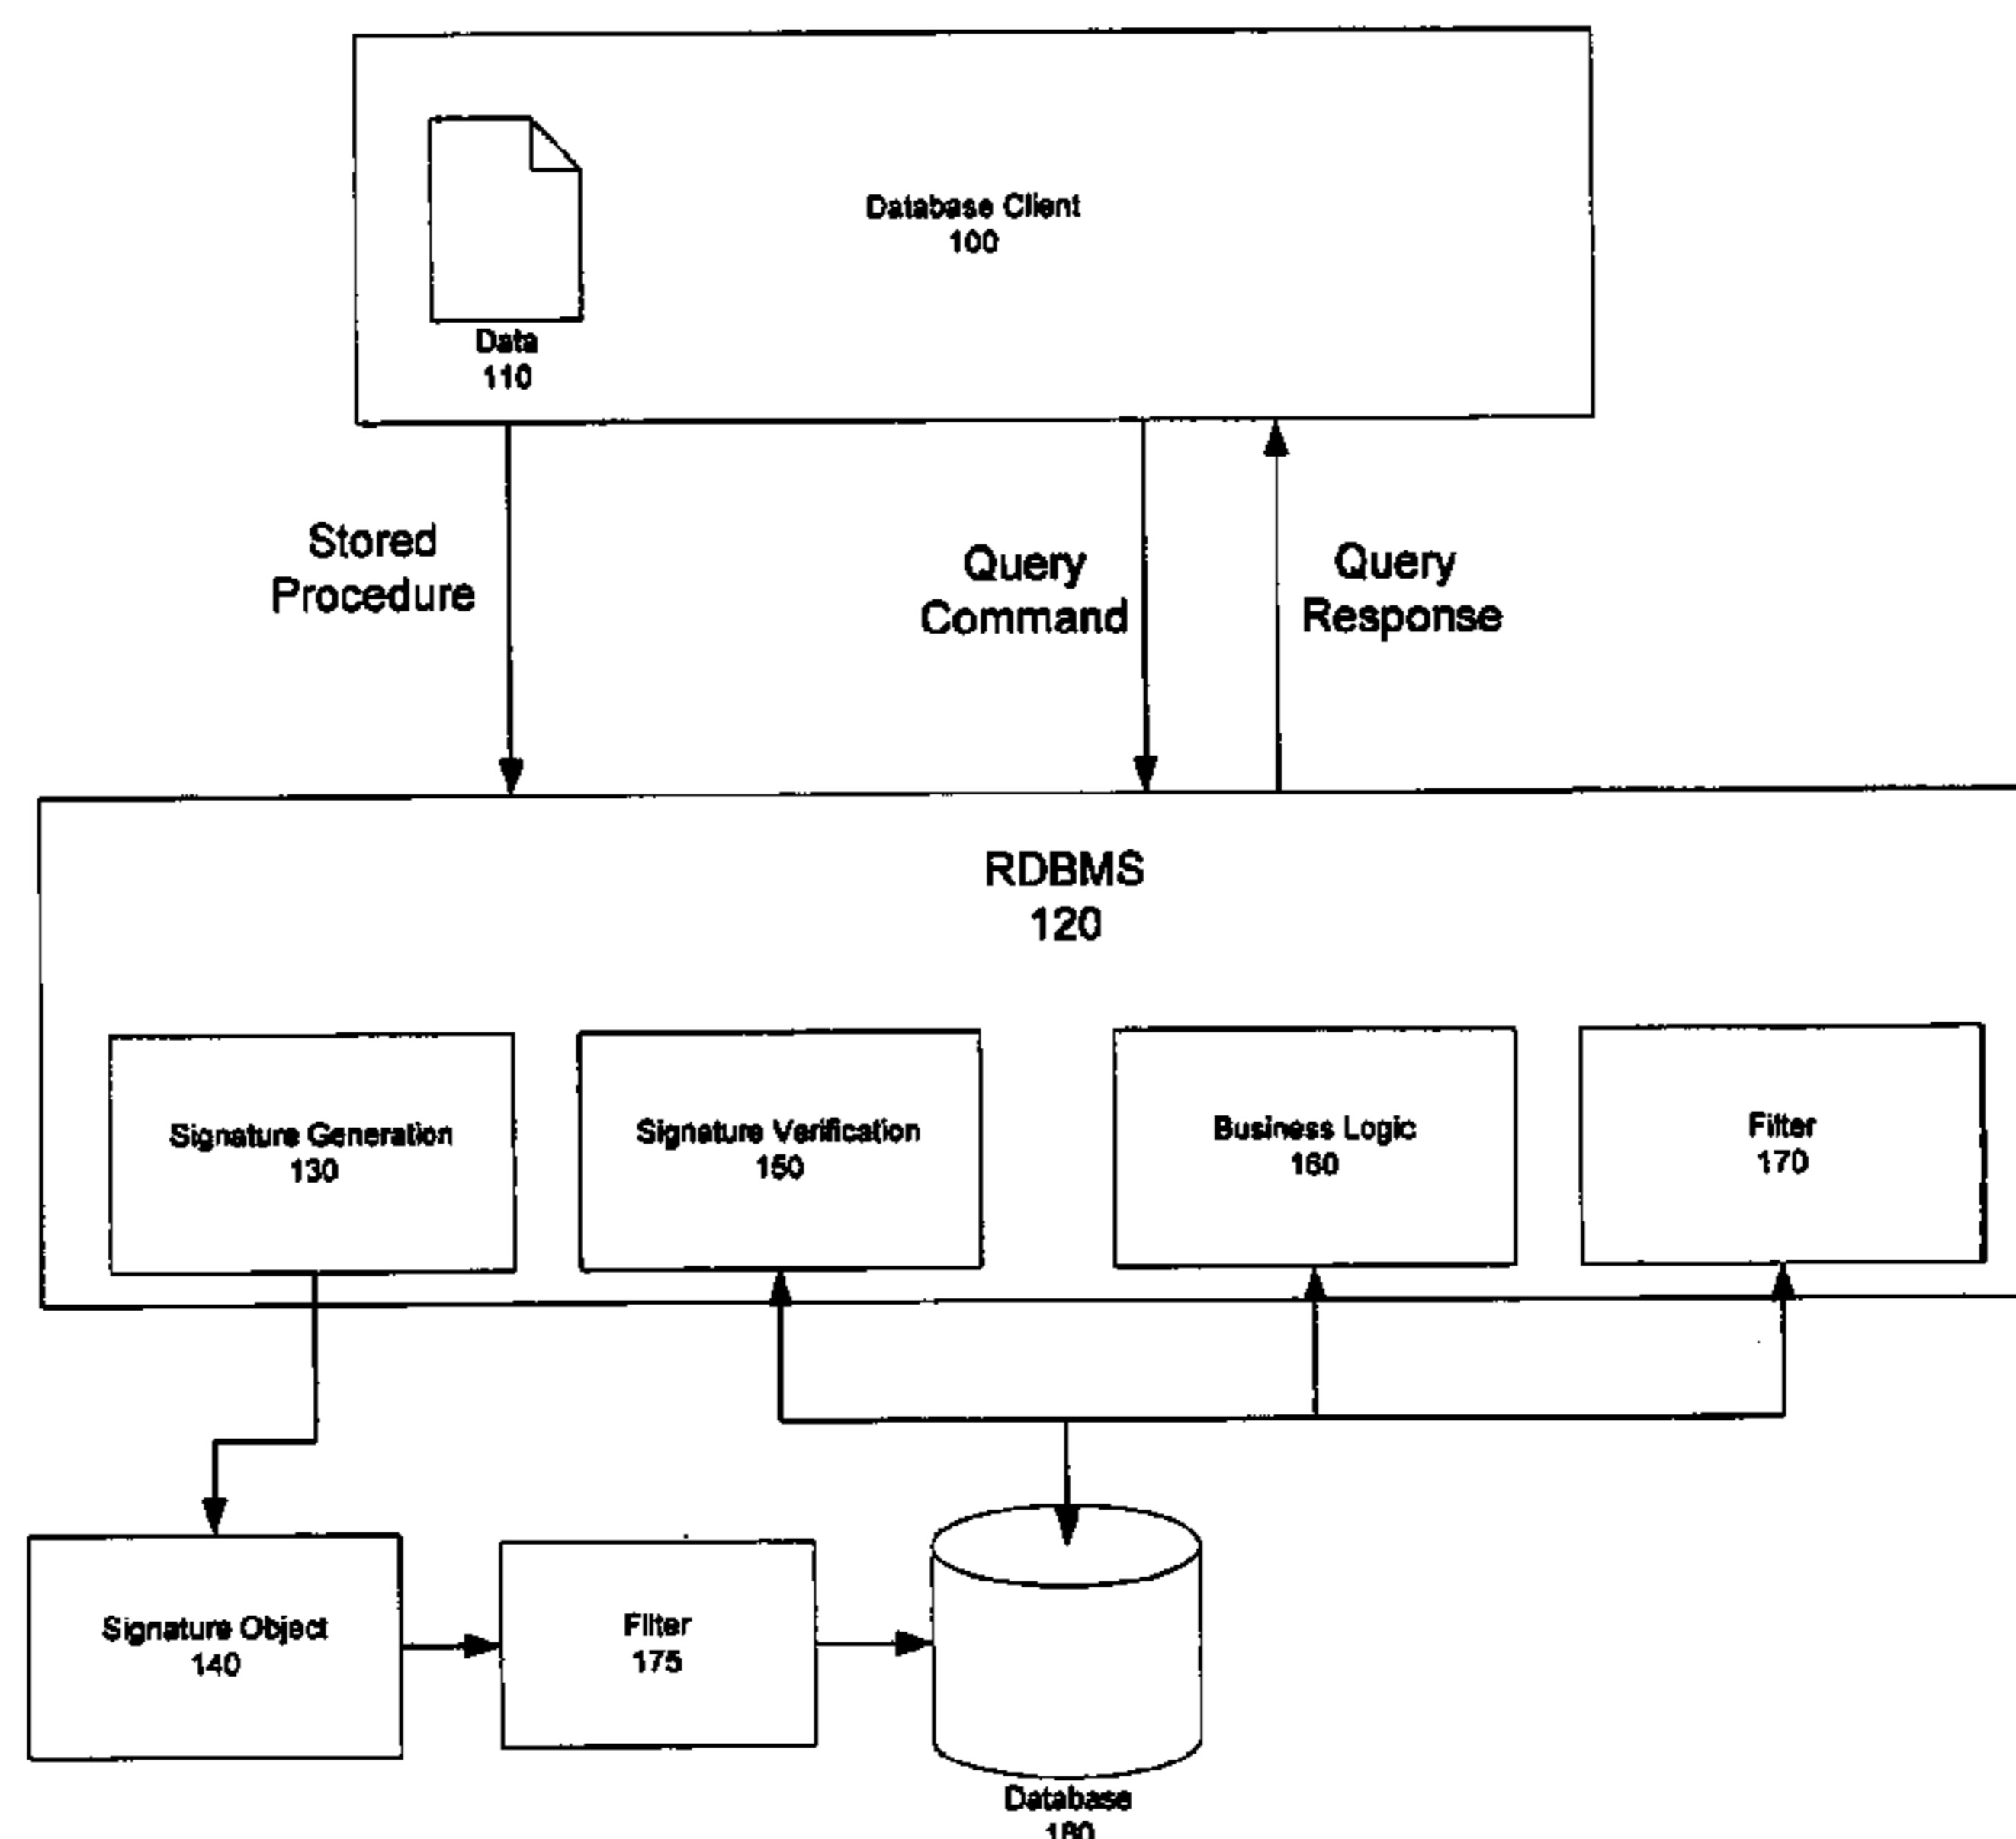 Database Client
100
Data
110
Stored
Procedure
Query
Command
Query
Response
RDBMS
120
Signature Generation
130
Signature Verification
150
Business Logic
160
Filter
170
Signature Object
140
Filter
175
Database